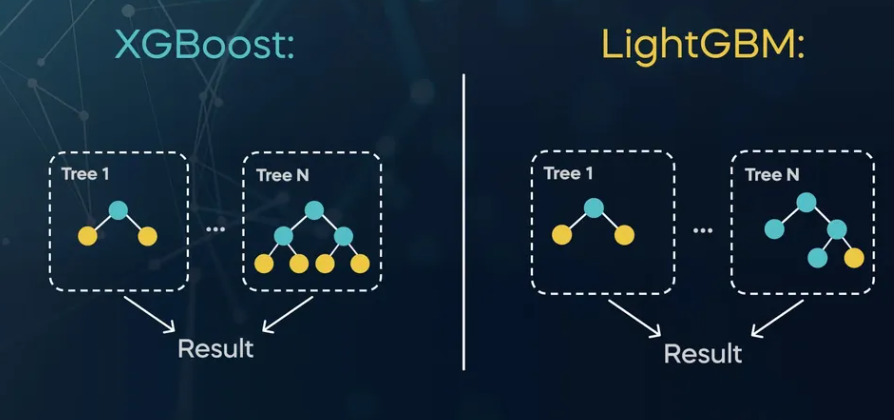 XGBoost:
Tree 1
...
Tree N
Result
LightGBM:
Tree 1
...
Tree N
Result